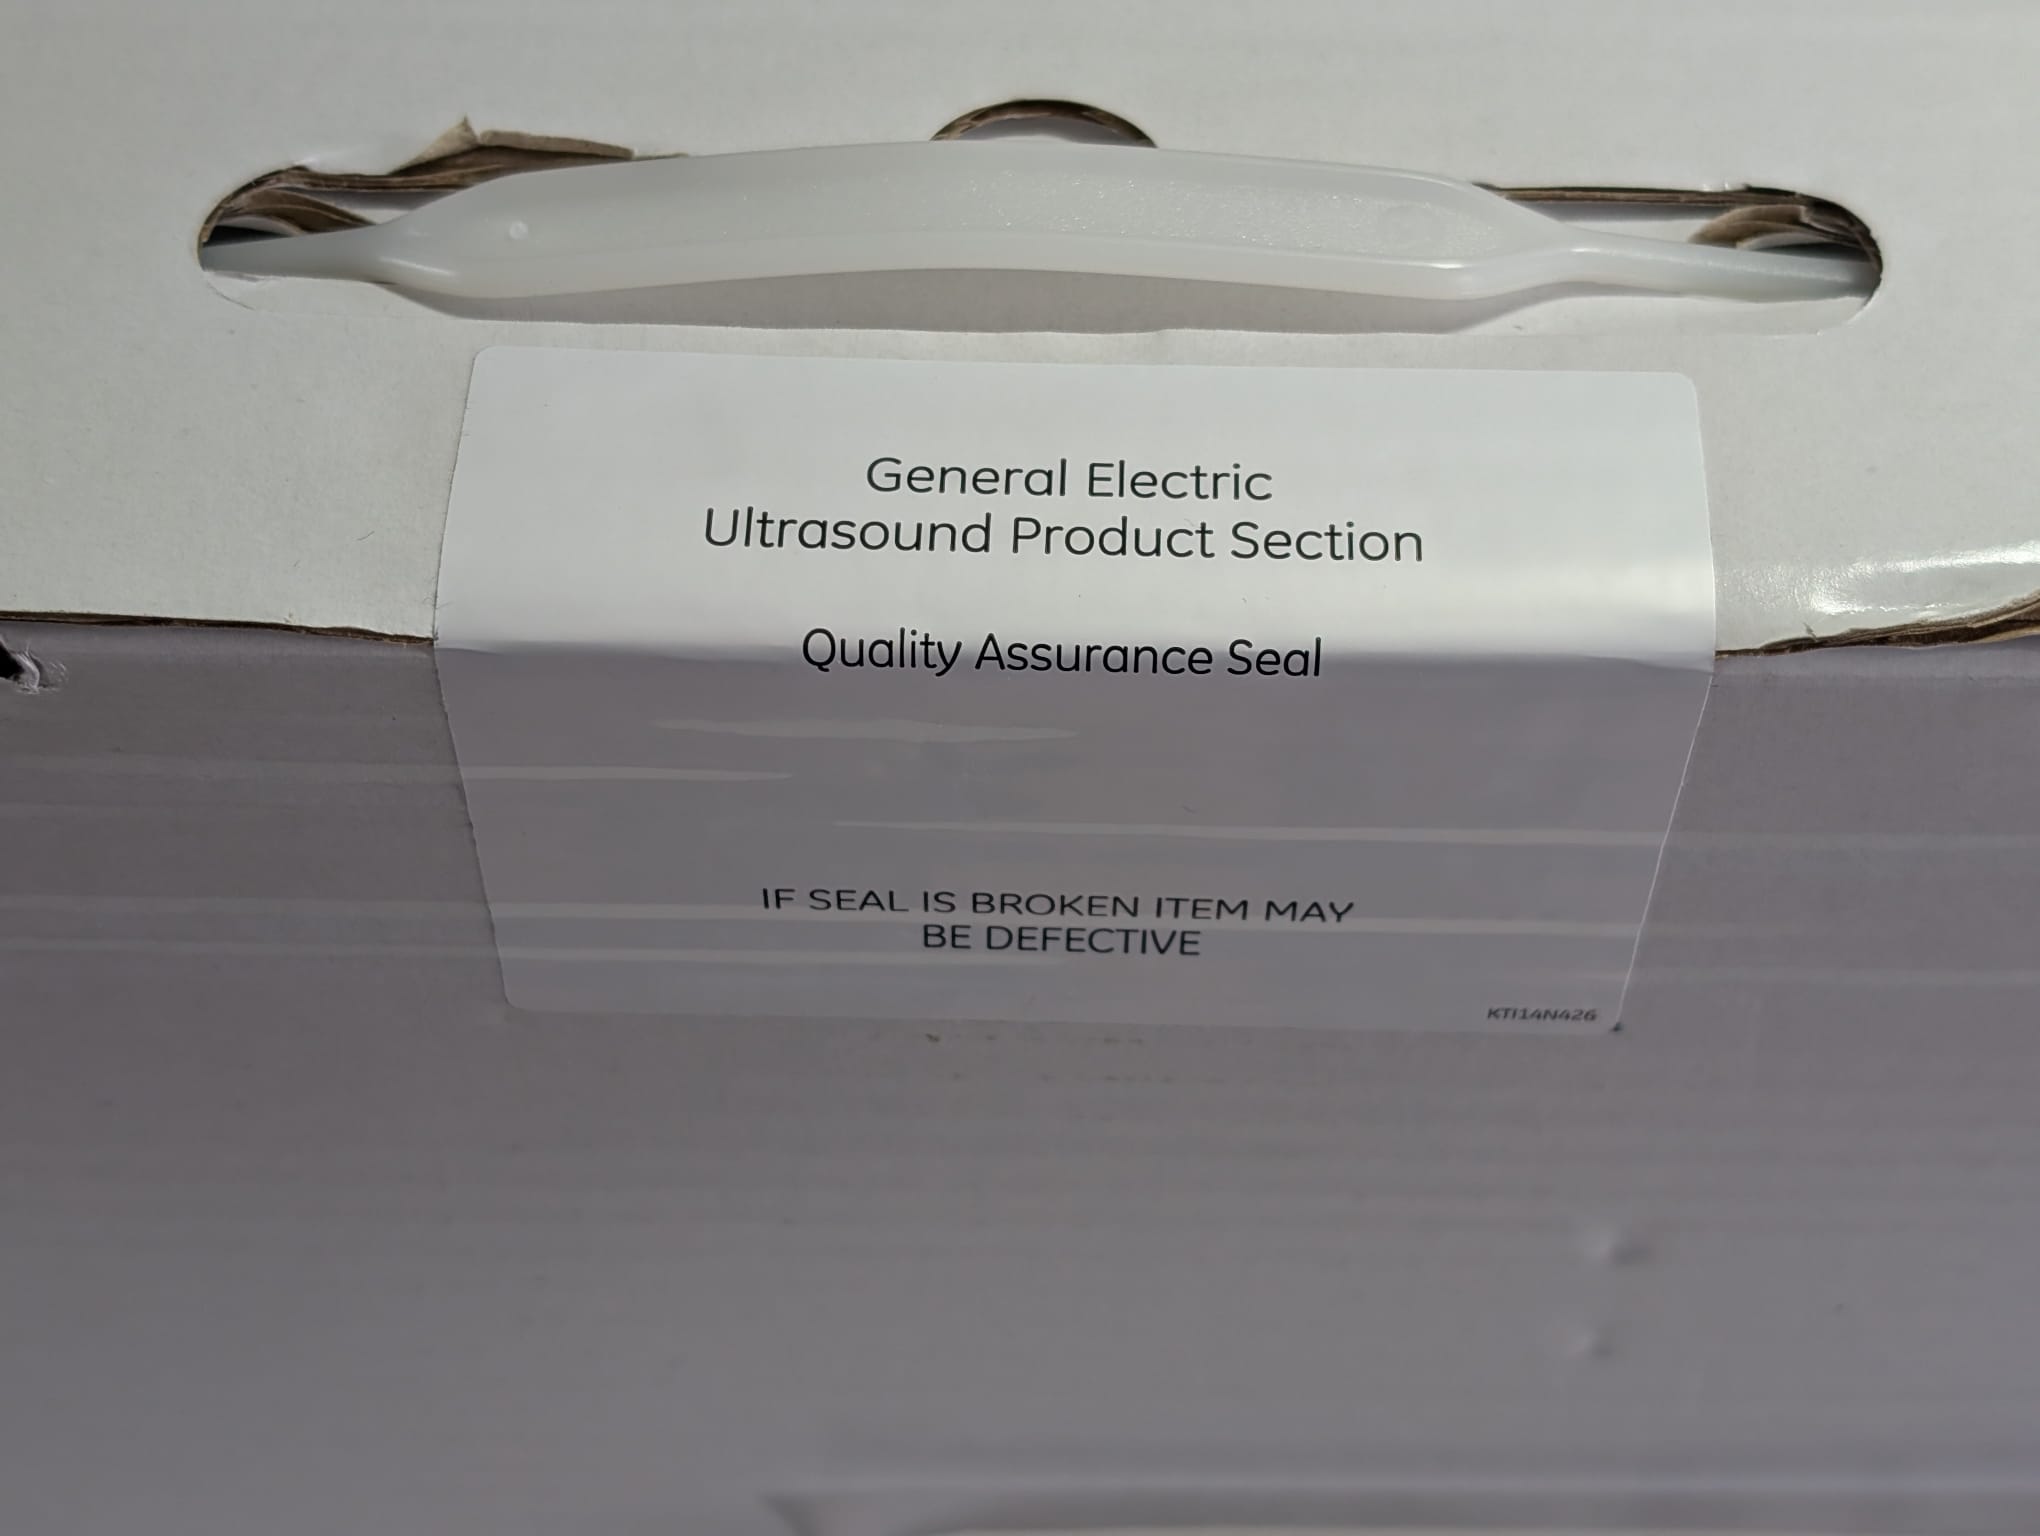 General Electric
Ultrasound Product Section
Quality Assurance Seal
IF SEAL IS BROKEN ITEM MAY
BE DEFECTIVE
KTI14N426